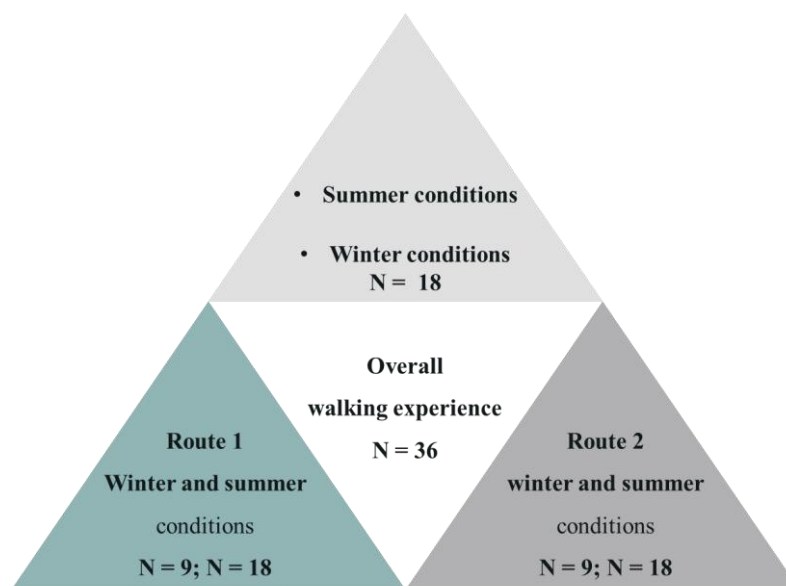 • Summer conditions
• Winter conditions
N = 18
Overall
walking experience
N = 36
Route 1
Winter and summer
conditions
N = 9; N = 18
Route 2
winter and summer
conditions
N = 9; N = 18